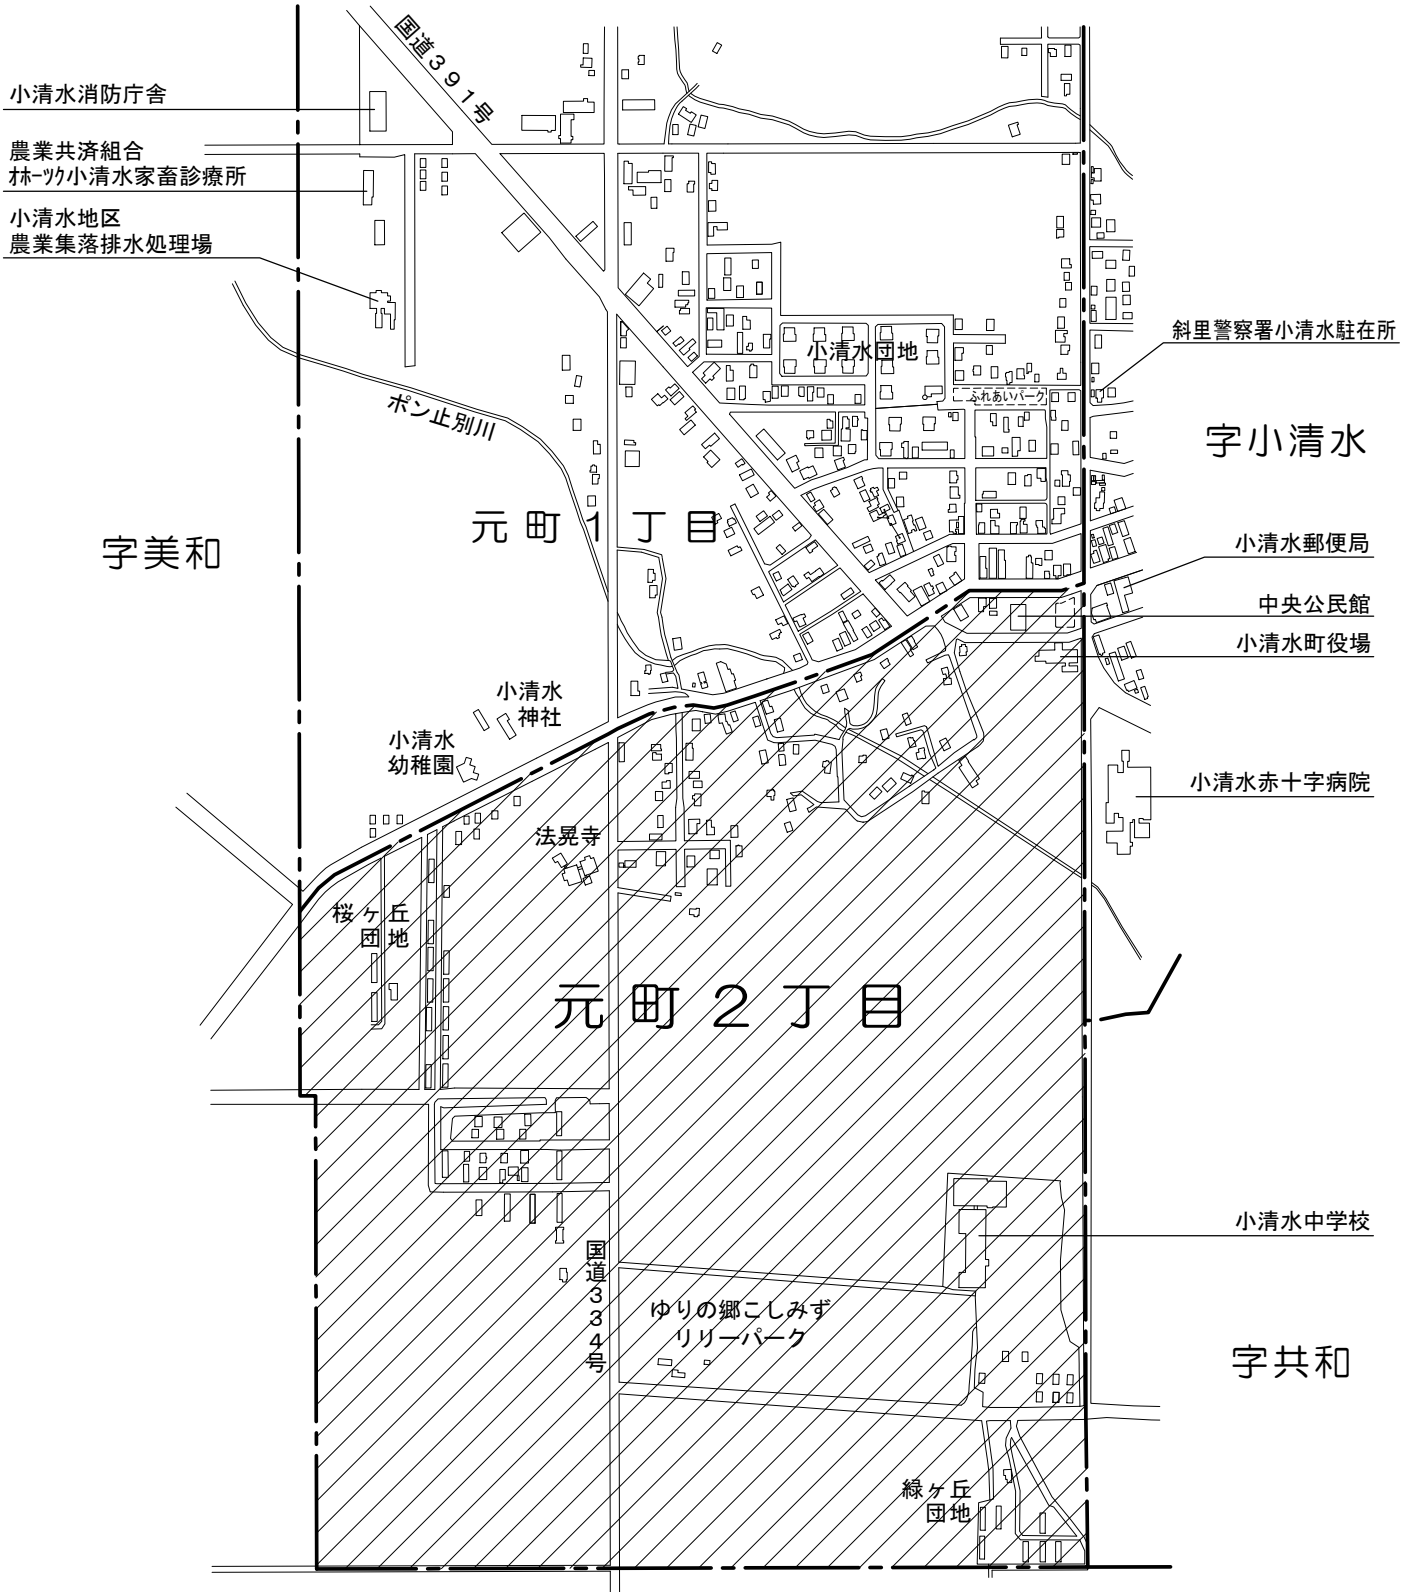 国道３９１号
小清水消防庁舎
農業共済組合
ｵﾎｰﾂｸ小清水家畜診療所
小清水地区
農業集落排水処理場
斜里警察署小清水駐在所
小清水団地
ふれあいパーク
ポン止別川
字小清水
元町１丁目
字美和
小清水郵便局
中央公民館
小清水町役場
小清水
神社
小清水
幼稚園
小清水赤十字病院
法晃寺
桜ヶ丘
団地
元町２丁目
小清水中学校
国道３３４号
ゆりの郷こしみず
リリーパーク
字共和
緑ヶ丘
団地